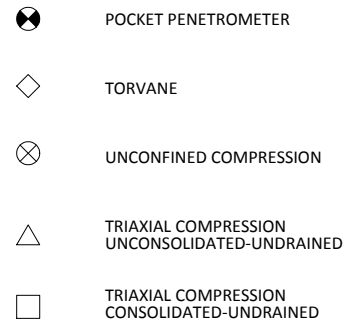 POCKET PENETROMETER
TORVANE
UNCONFINED COMPRESSION
TRIAXIAL COMPRESSION
UNCONSOLIDATED-UNDRAINED
TRIAXIAL COMPRESSION
CONSOLIDATED-UNDRAINED